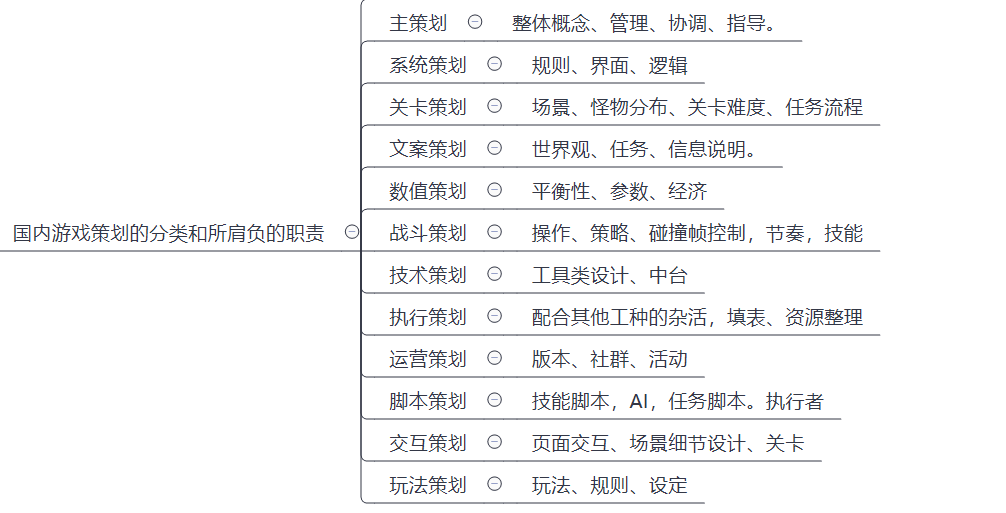 主策划 整体概念、管理、协调、指导。
系统策划 规则、界面、逻辑
关卡策划 场景、怪物分布、关卡难度、任务流程
文案策划 世界观、任务、信息说明。
数值策划 平衡性、参数、经济
国内游戏策划的分类和所肩负的职责 战斗策划 操作、策略、碰撞帧控制，节奏，技能
技术策划 工具类设计、中台
执行策划 配合其他工种的杂活，填表、资源整理
运营策划 版本、社群、活动
脚本策划 技能脚本，AI，任务脚本。执行者
交互策划 页面交互、场景细节设计、关卡
玩法策划 玩法、规则、设定